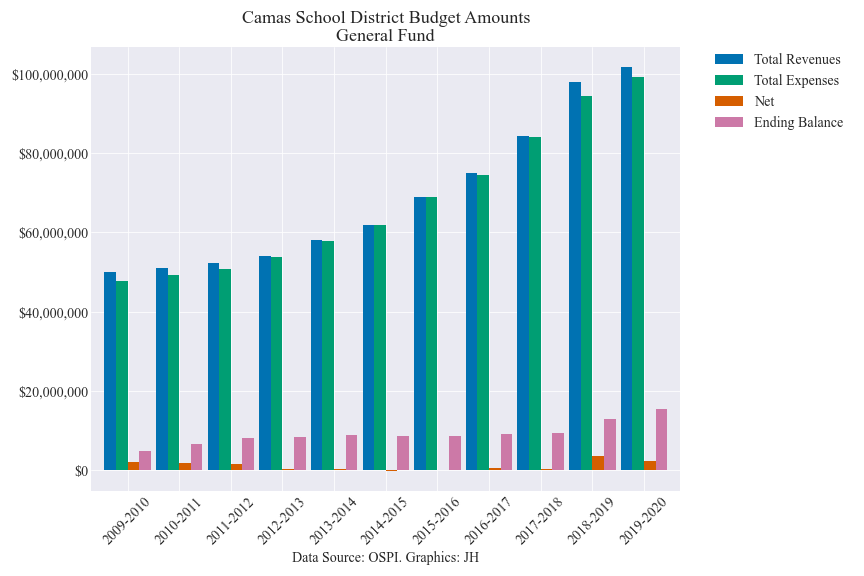 Camas School District Budget Amounts
General Fund
$100,000,000
$80,000,000
$60,000,000
$40,000,000
$20,000,000
$0
2009-2010
2010-2011
2011-2012
2012-2013
2013-2014
2014-2015
2015-2016
2016-2017
2017-2018
2018-2019
2019-2020
Data Source: OSPI. Graphics: JH
Total Revenues
Total Expenses
Net
Ending Balance